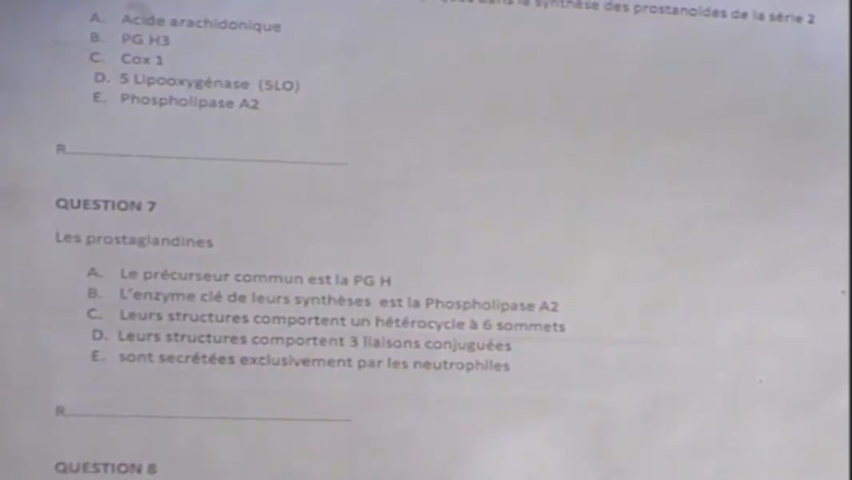 la synthèse des prostanoïdes de la série 2
A. Acide arachidonique
B. PG H3
C. Cox 1
D. 5 Lipooxygénase (5LO)
E. Phospholipase A2
R.
QUESTION 7
Les prostaglandines
A. Le précurseur commun est la PG H
B. L'enzyme clé de leurs synthèses est la Phospholipase A2
C. Leurs structures comportent un hétérocycle à 6 sommets
D. Leurs structures comportent 3 liaisons conjuguées
E. sont secrétées exclusivement par les neutrophiles
R.
QUESTION 8